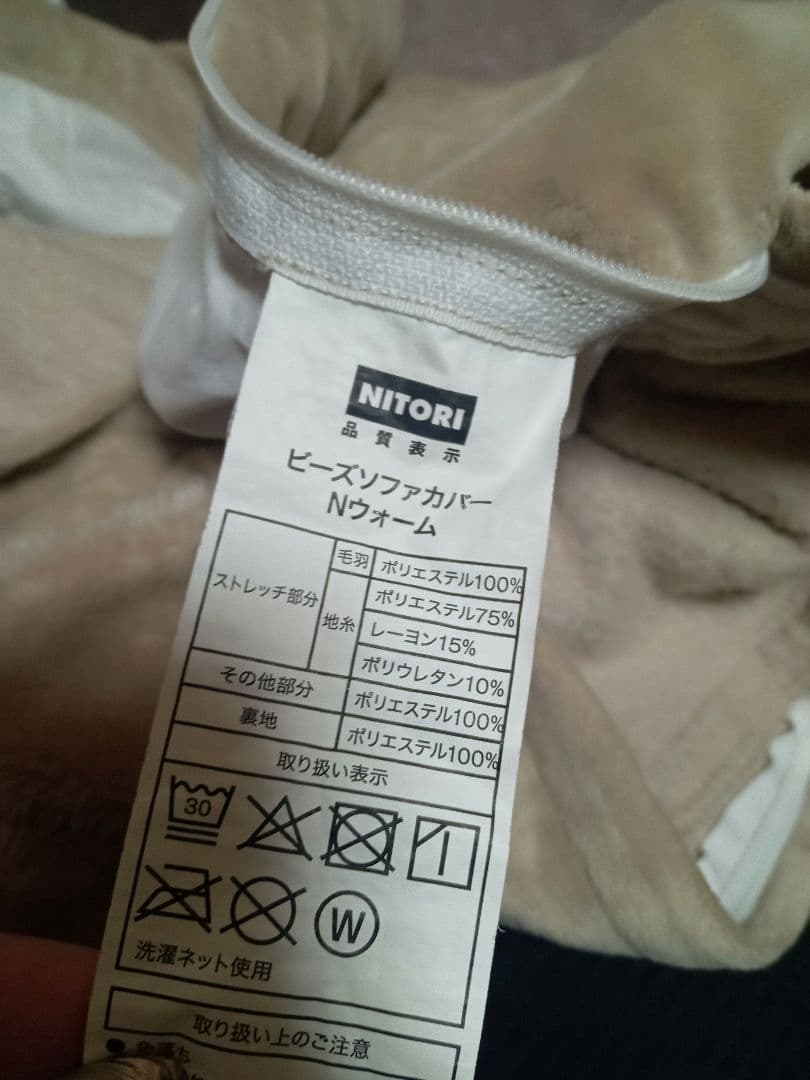 NITORI
品質表示
ビーズソファカバー
Nウォーム
ストレッチ部分 毛羽 ポリエステル100%
地糸 ポリエステル75%
レーヨン15%
ポリウレタン10%
その他部分 ポリエステル100%
裏地 ポリエステル100%
取り扱い表示
30
W
洗濯ネット使用
取り扱い上のご注意